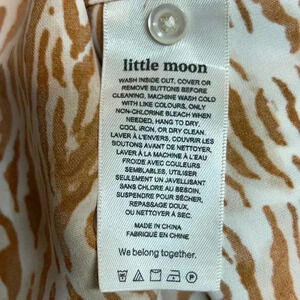 little moon
WASH INSIDE OUT, COVER OR
REMOVE BUTTONS BEFORE
CLEANING, MACHINE WASH COLD
WITH LIKE COLOURS, ONLY
NON-CHLORINE BLEACH WHEN
NEEDED, HANG TO DRY,
COOL IRON, OR DRY CLEAN.
LAVER À L'ENVERS, COUVRIR LES
BOUTONS AVANT DE NETTOYER,
LAVER À LA MACHINE À L'EAU
FROIDE AVEC COULEURS
SEMBLABLES, UTILISER
SEULEMENT UN JAVELLISANT
SANS CHLORE AU BESOIN,
SUSPENDRE POUR SÉCHER,
REPASSAGE DOUX,
OU NETTOYER À SEC.
MADE IN CHINA
FABRIQUÉ EN CHINE
We belong together.